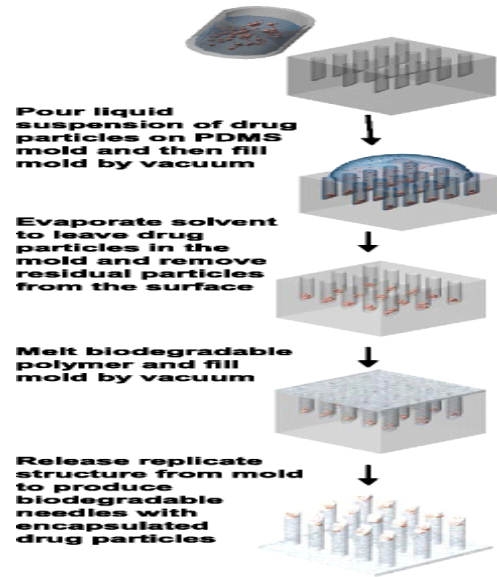 Pour liquid
suspension of drug
particles on PDMS
mold and then fill
mold by vacuum
Evaporate solvent
to leave drug
particles in the
mold and remove
residual particles
from the surface
Melt biodegradable
polymer and fill
mold by vacuum
Release replicate
structure from mold
to produce
biodegradable
needles with
encapsulated
drug particles